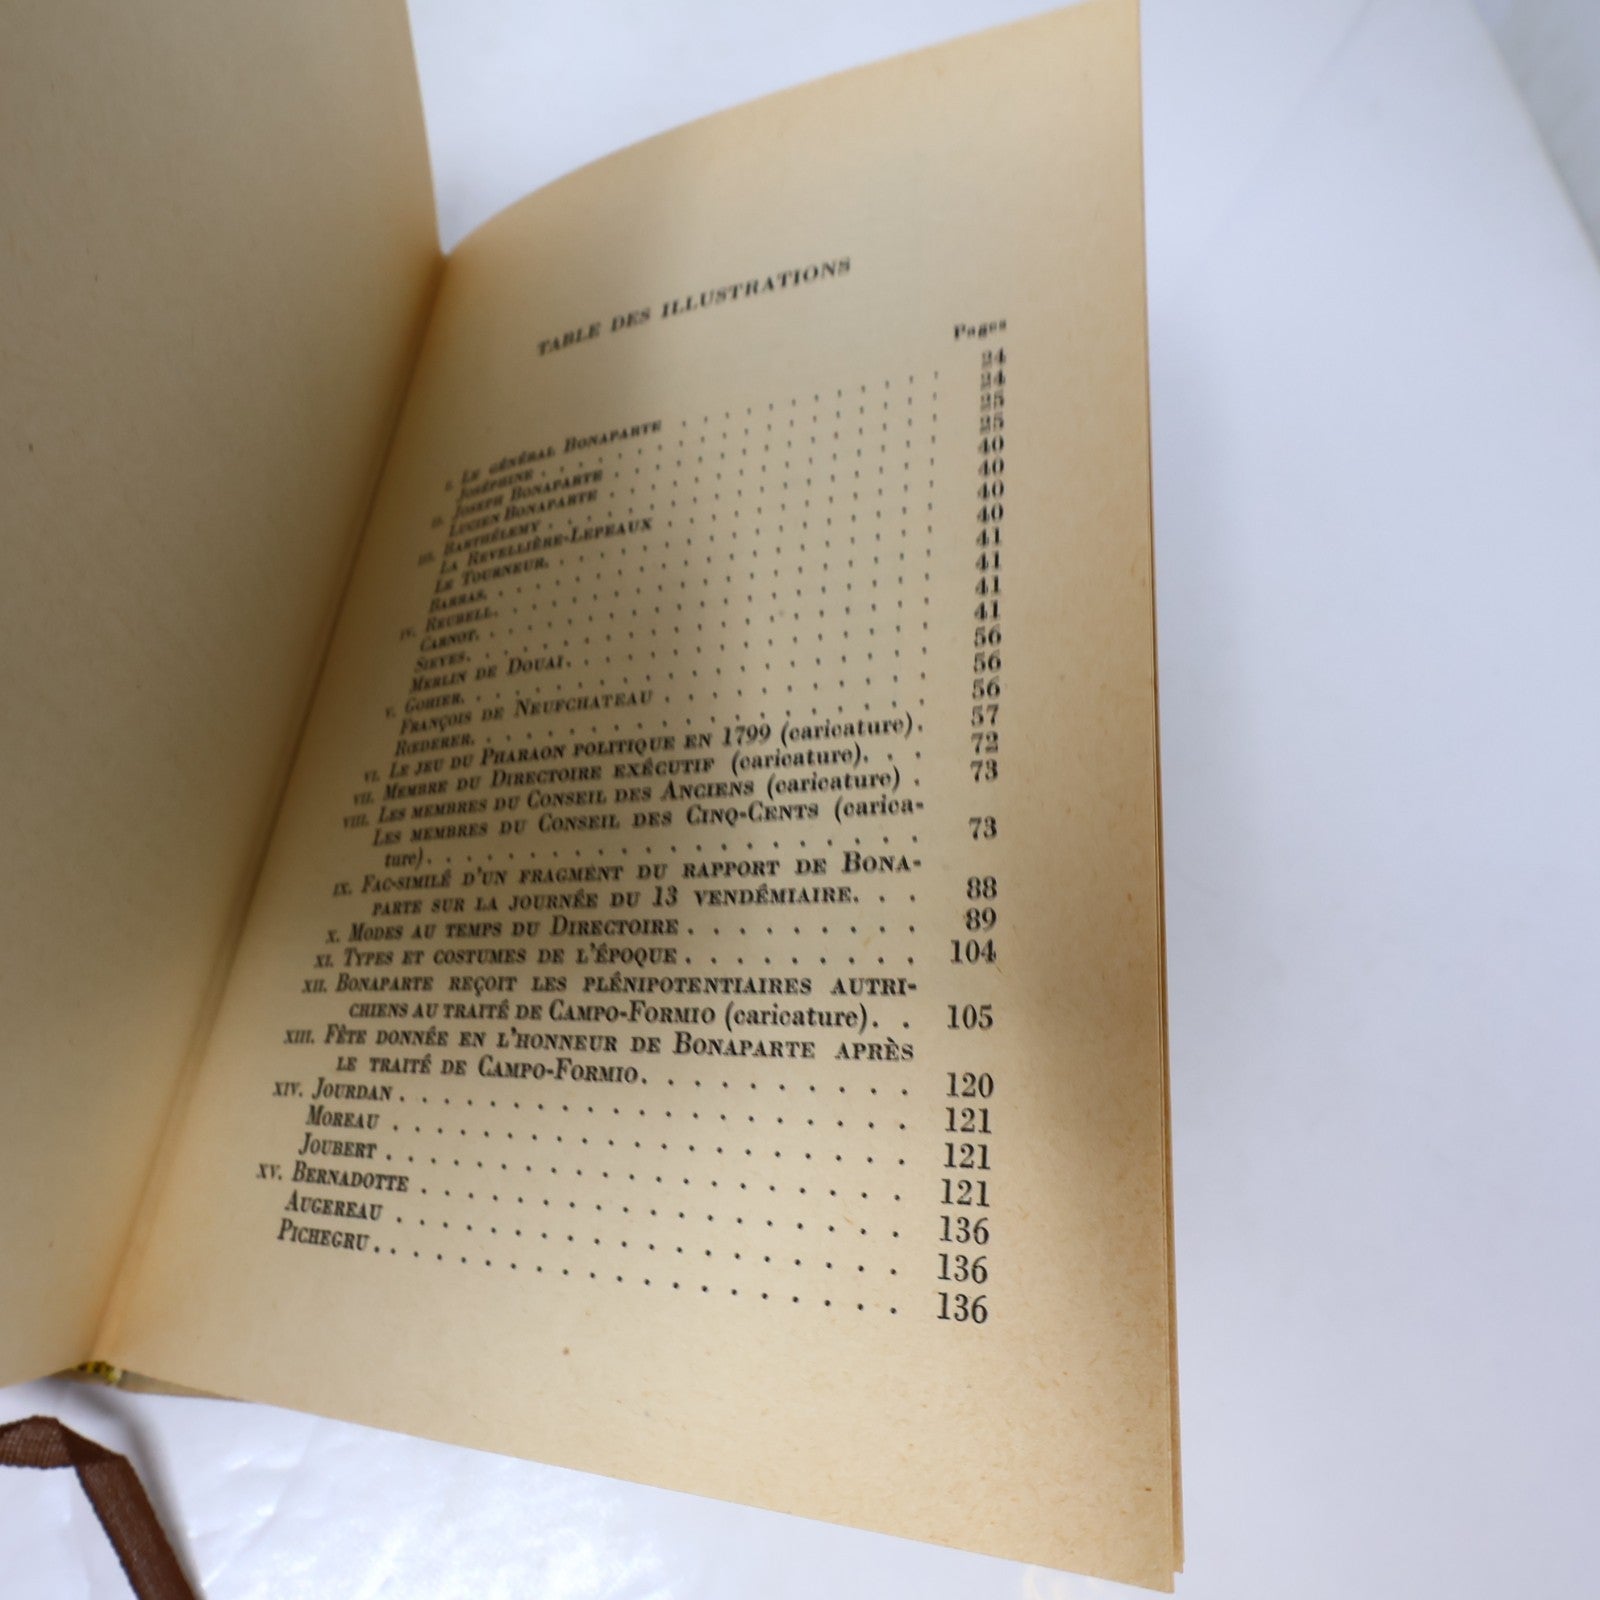 TABLE DES ILLUSTRATIONS
Pages
I. LE GÉNÉRAL BONAPARTE . . . . . . . . . . . 24
JOSÉPHINE . . . . . . . . . . . . . . . . . 24
II. JOSEPH BONAPARTE . . . . . . . . . . . . . 25
LUCIEN BONAPARTE . . . . . . . . . . . . . . 25
III. BARTHÉLEMY . . . . . . . . . . . . . . . . 40
LA REVELLIÈRE-LEPEAUX . . . . . . . . . . . . 40
LE TOURNEUR. . . . . . . . . . . . . . . . . 40
BARRAS. . . . . . . . . . . . . . . . . . . 40
IV. REUBELL. . . . . . . . . . . . . . . . . . 41
CARNOT. . . . . . . . . . . . . . . . . . . 41
SIEYES. . . . . . . . . . . . . . . . . . . 41
MERLIN DE DOUAI. . . . . . . . . . . . . . . 41
V. GOHIER. . . . . . . . . . . . . . . . . . . 56
FRANÇOIS DE NEUFCHATEAU . . . . . . . . . . . 56
RŒDERER. . . . . . . . . . . . . . . . . . . 56
VI. LE JEU DU PHARAON POLITIQUE EN 1799 (caricature). 57
VII. MEMBRE DU DIRECTOIRE EXÉCUTIF (caricature). . . 72
VIII. LES MEMBRES DU CONSEIL DES ANCIENS (caricature) . 73
LES MEMBRES DU CONSEIL DES CINQ-CENTS (carica-
ture). . . . . . . . . . . . . . . . . . . . 73
IX. FAC-SIMILÉ D'UN FRAGMENT DU RAPPORT DE BONA-
PARTE SUR LA JOURNÉE DU 13 VENDÉMIAIRE. . . 88
X. MODES AU TEMPS DU DIRECTOIRE . . . . . . . . . 89
XI. TYPES ET COSTUMES DE L'ÉPOQUE . . . . . . . . . 104
XII. BONAPARTE REÇOIT LES PLÉNIPOTENTIAIRES AUTRI-
CHIENS AU TRAITÉ DE CAMPO-FORMIO (caricature). . 105
XIII. FÊTE DONNÉE EN L'HONNEUR DE BONAPARTE APRÈS
LE TRAITÉ DE CAMPO-FORMIO. . . . . . . . . . 120
XIV. JOURDAN . . . . . . . . . . . . . . . . . . 121
MOREAU . . . . . . . . . . . . . . . . . . . 121
JOUBERT . . . . . . . . . . . . . . . . . . 121
XV. BERNADOTTE . . . . . . . . . . . . . . . . . 136
AUGEREAU . . . . . . . . . . . . . . . . . . 136
PICHEGRU . . . . . . . . . . . . . . . . . . 136